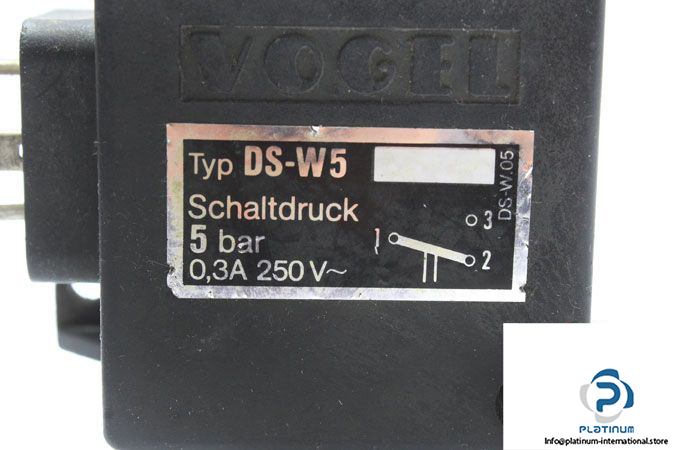 VOGEL
Typ DS-W5
Schaltdruck
5 bar
0,3A 250V~
1
3
2
DS-W.05
PLATINUM
Info@platinum-international.store